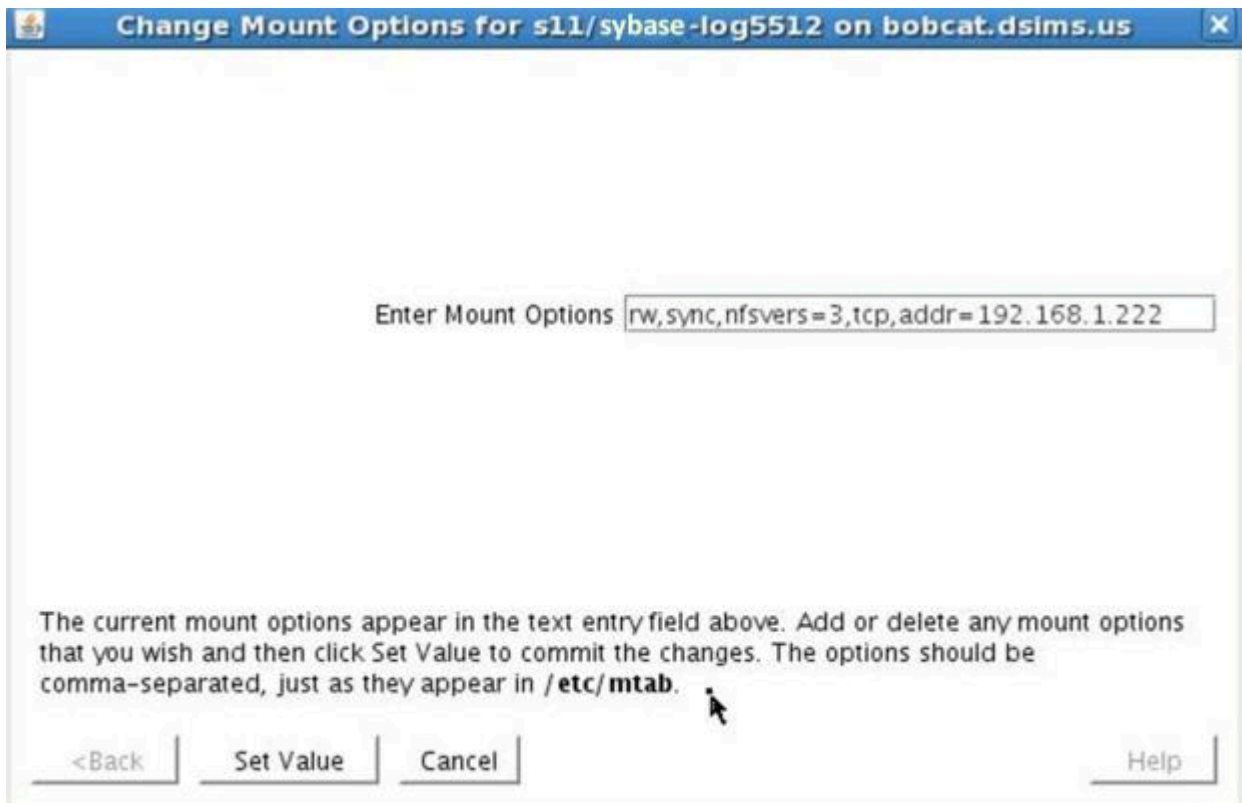 Change Mount Options for s11/sybase-log5512 on bobcat.dsims.us
Enter Mount Options rw,sync,nfsvers=3,tcp,addr=192.168.1.222
The current mount options appear in the text entry field above. Add or delete any mount options
that you wish and then click Set Value to commit the changes. The options should be
comma-separated, just as they appear in /etc/mtab.
<Back Set Value Cancel Help